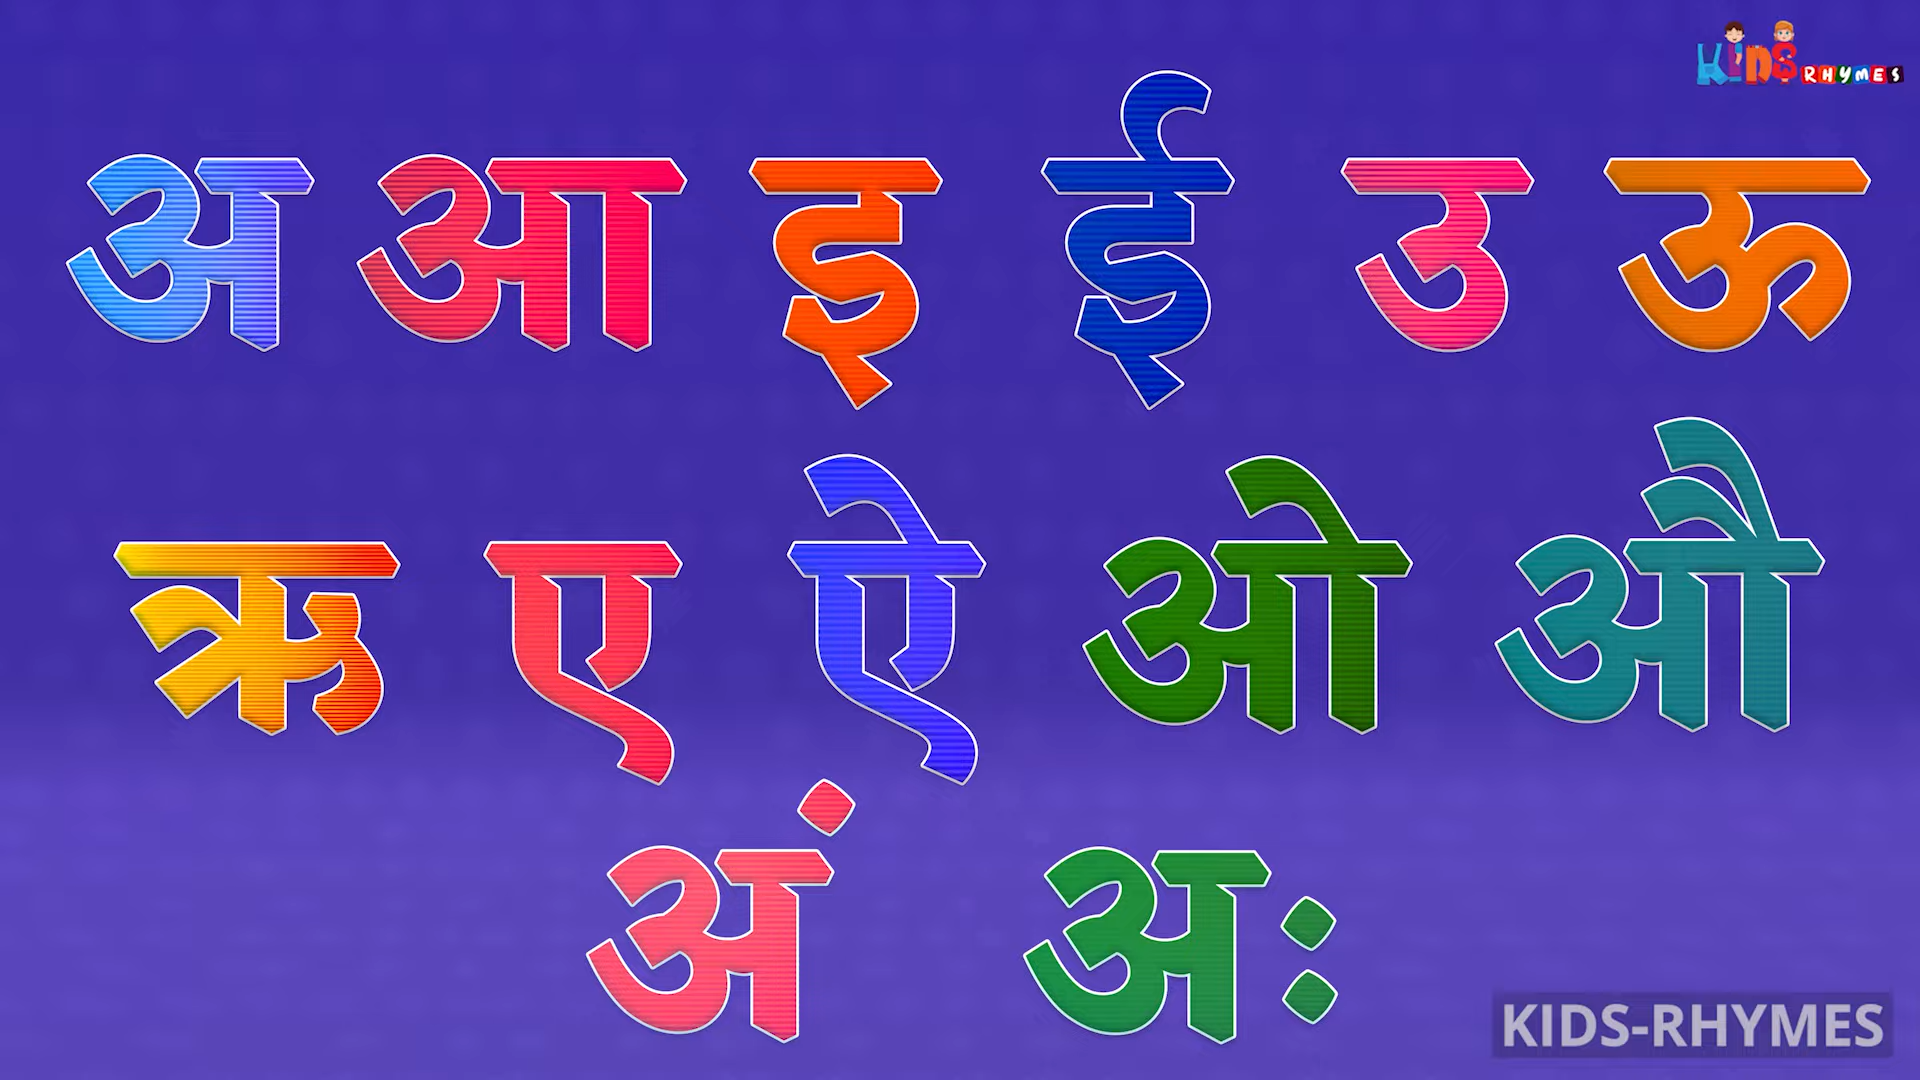 KIDS RHYMES
अ आ इ ई उ ऊ
ऋ ए ऐ ओ औ
अं अः
KIDS-RHYMES